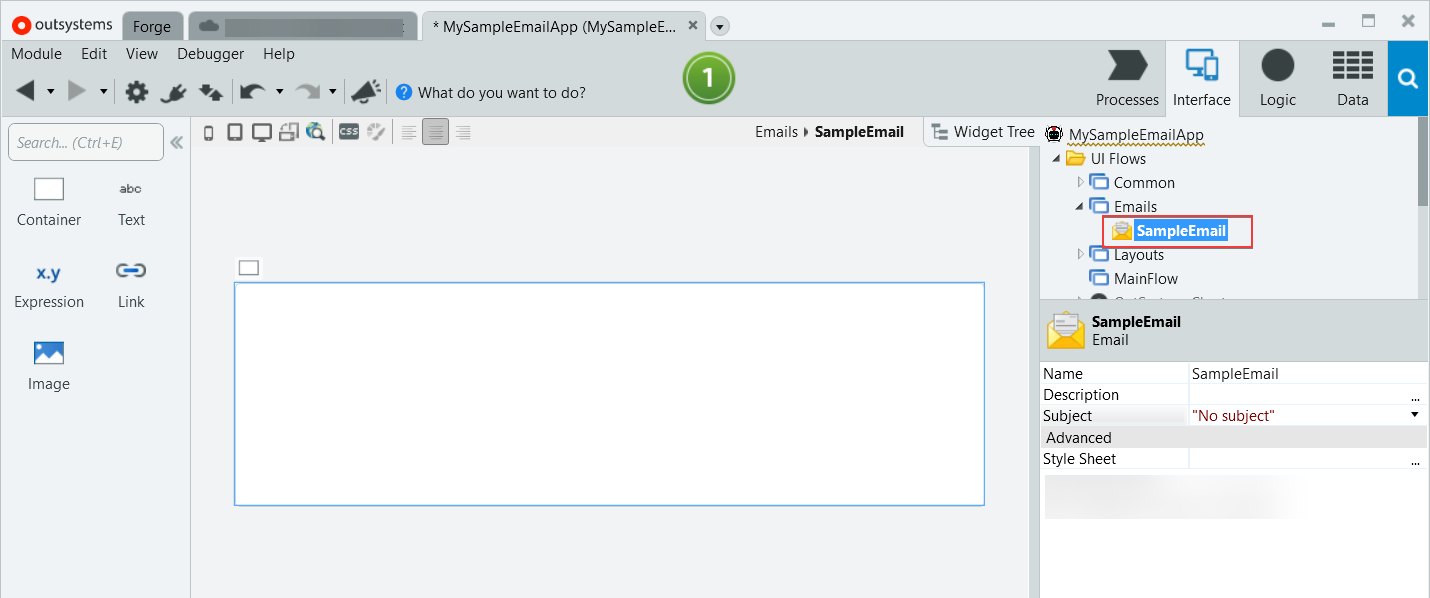 outsystems
Forge
* MySampleEmailApp (MySampleE...
Module Edit View Debugger Help
1
What do you want to do?
Processes
Interface
Logic
Data
Search... (Ctrl+E)
CSS
Emails SampleEmail
Widget Tree
Container
abc
Text
x.y
Expression
Link
Image
MySampleEmailApp
UI Flows
Common
Emails
SampleEmail
Layouts
MainFlow
SampleEmail
Email
Name SampleEmail
Description ...
Subject "No subject"
Advanced
Style Sheet ...